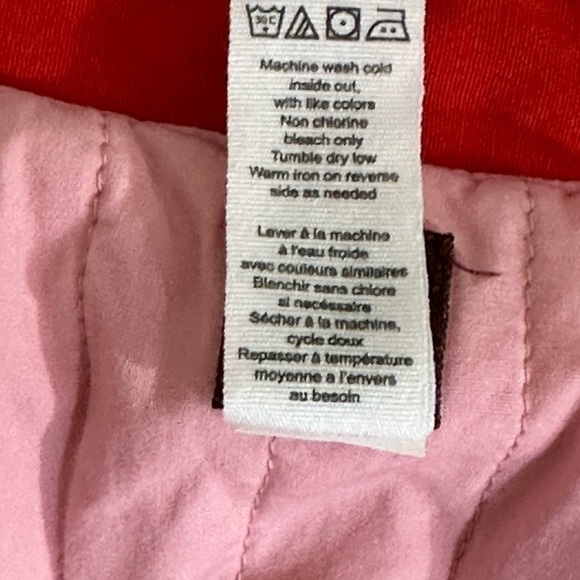 30C
Machine wash cold
inside out,
with like colors
Non chlorine
bleach only
Tumble dry low
Warm iron on reverse
side as needed
Laver à la machine
à l'eau froide
avec couleurs similaires
Blanchir sans chlore
si nécéssaire
Sécher à la machine,
cycle doux
Repasser à température
moyenne a l'envers
au besoin